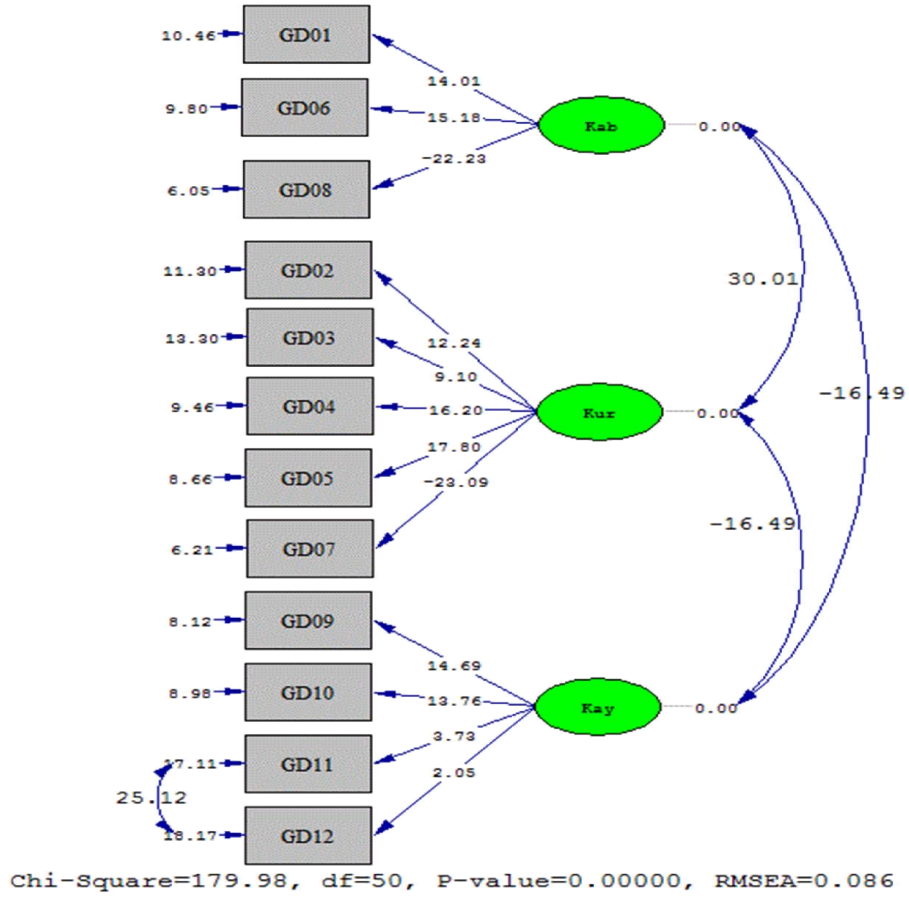 10.46 GD01
14.01
9.80 GD06
15.18
Kab 0.00
-22.23
6.05 GD08
11.30 GD02
30.01
13.30 GD03
12.24
9.10
-16.49
9.46 GD04
16.20
Kur 0.00
17.80
8.66 GD05
-23.09
-16.49
6.21 GD07
8.12 GD09
14.69
8.98 GD10
13.76
Kay 0.00
3.73
17.11 GD11
2.05
25.12
18.17 GD12
Chi-Square=179.98, df=50, P-value=0.00000, RMSEA=0.086